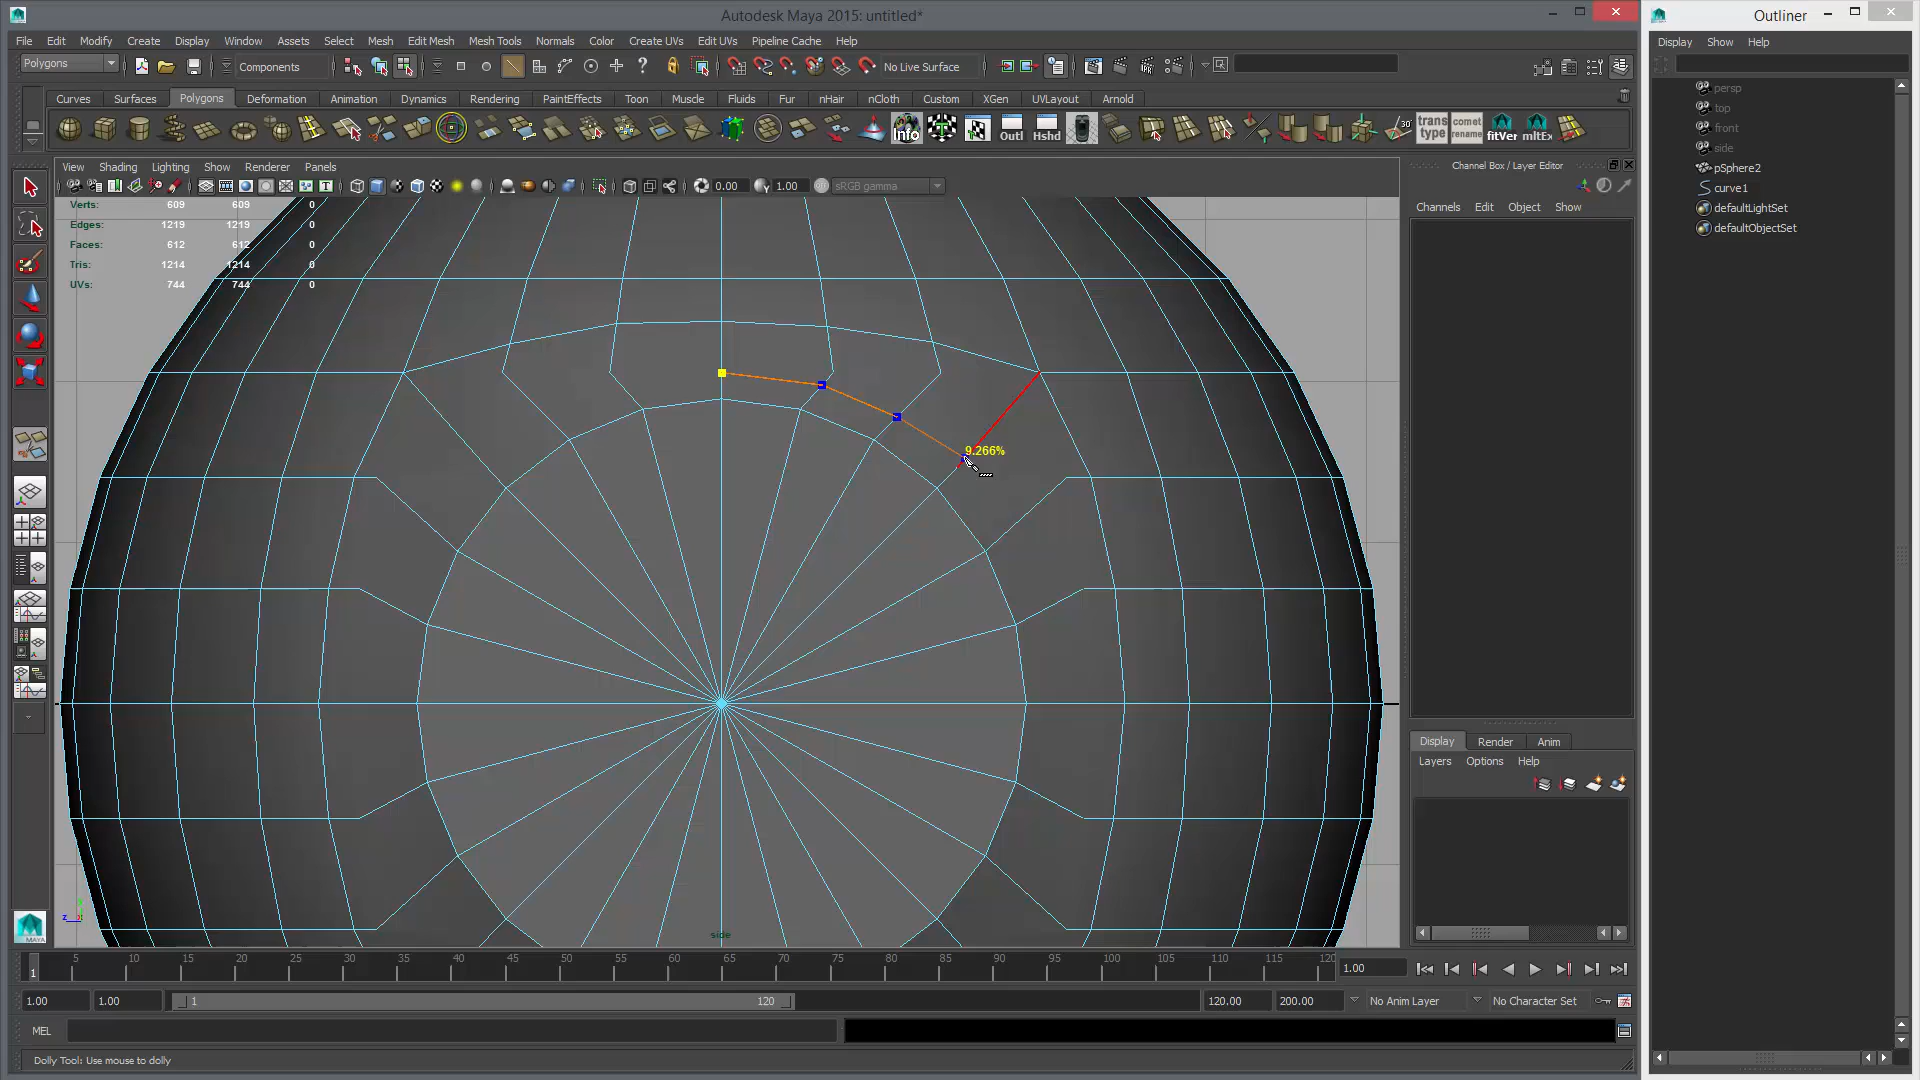 Autodesk Maya 2015: untitled*
File Edit Modify Create Display Window Assets Select Mesh Edit Mesh Mesh Tools Normals Color Create UVs Edit UVs Pipeline Cache Help
Polygons Components No Live Surface
Curves Surfaces Polygons Deformation Animation Dynamics Rendering PaintEffects Toon Muscle Fluids Fur nHair nCloth Custom XGen UVLayout Arnold
Info Outl Hshd 30 trans type comet rename fitVer mltEx
View Shading Lighting Show Renderer Panels
0.00 1.00 sRGB gamma
Verts: 609 609 0
Edges: 1219 1219 0
Faces: 612 612 0
Tris: 1214 1214 0
UVs: 744 744 0
9.266%
side
z
MAYA
Channel Box / Layer Editor
Channels Edit Object Show
Display Render Anim
Layers Options Help
1 5 10 15 20 25 30 35 40 45 50 55 60 65 70 75 80 85 90 95 100 105 110 115 120
1.00
1.00 1.00 1 120 120.00 200.00 No Anim Layer No Character Set
MEL
Dolly Tool: Use mouse to dolly
Outliner
Display Show Help
persp
top
front
side
pSphere2
curve1
defaultLightSet
defaultObjectSet